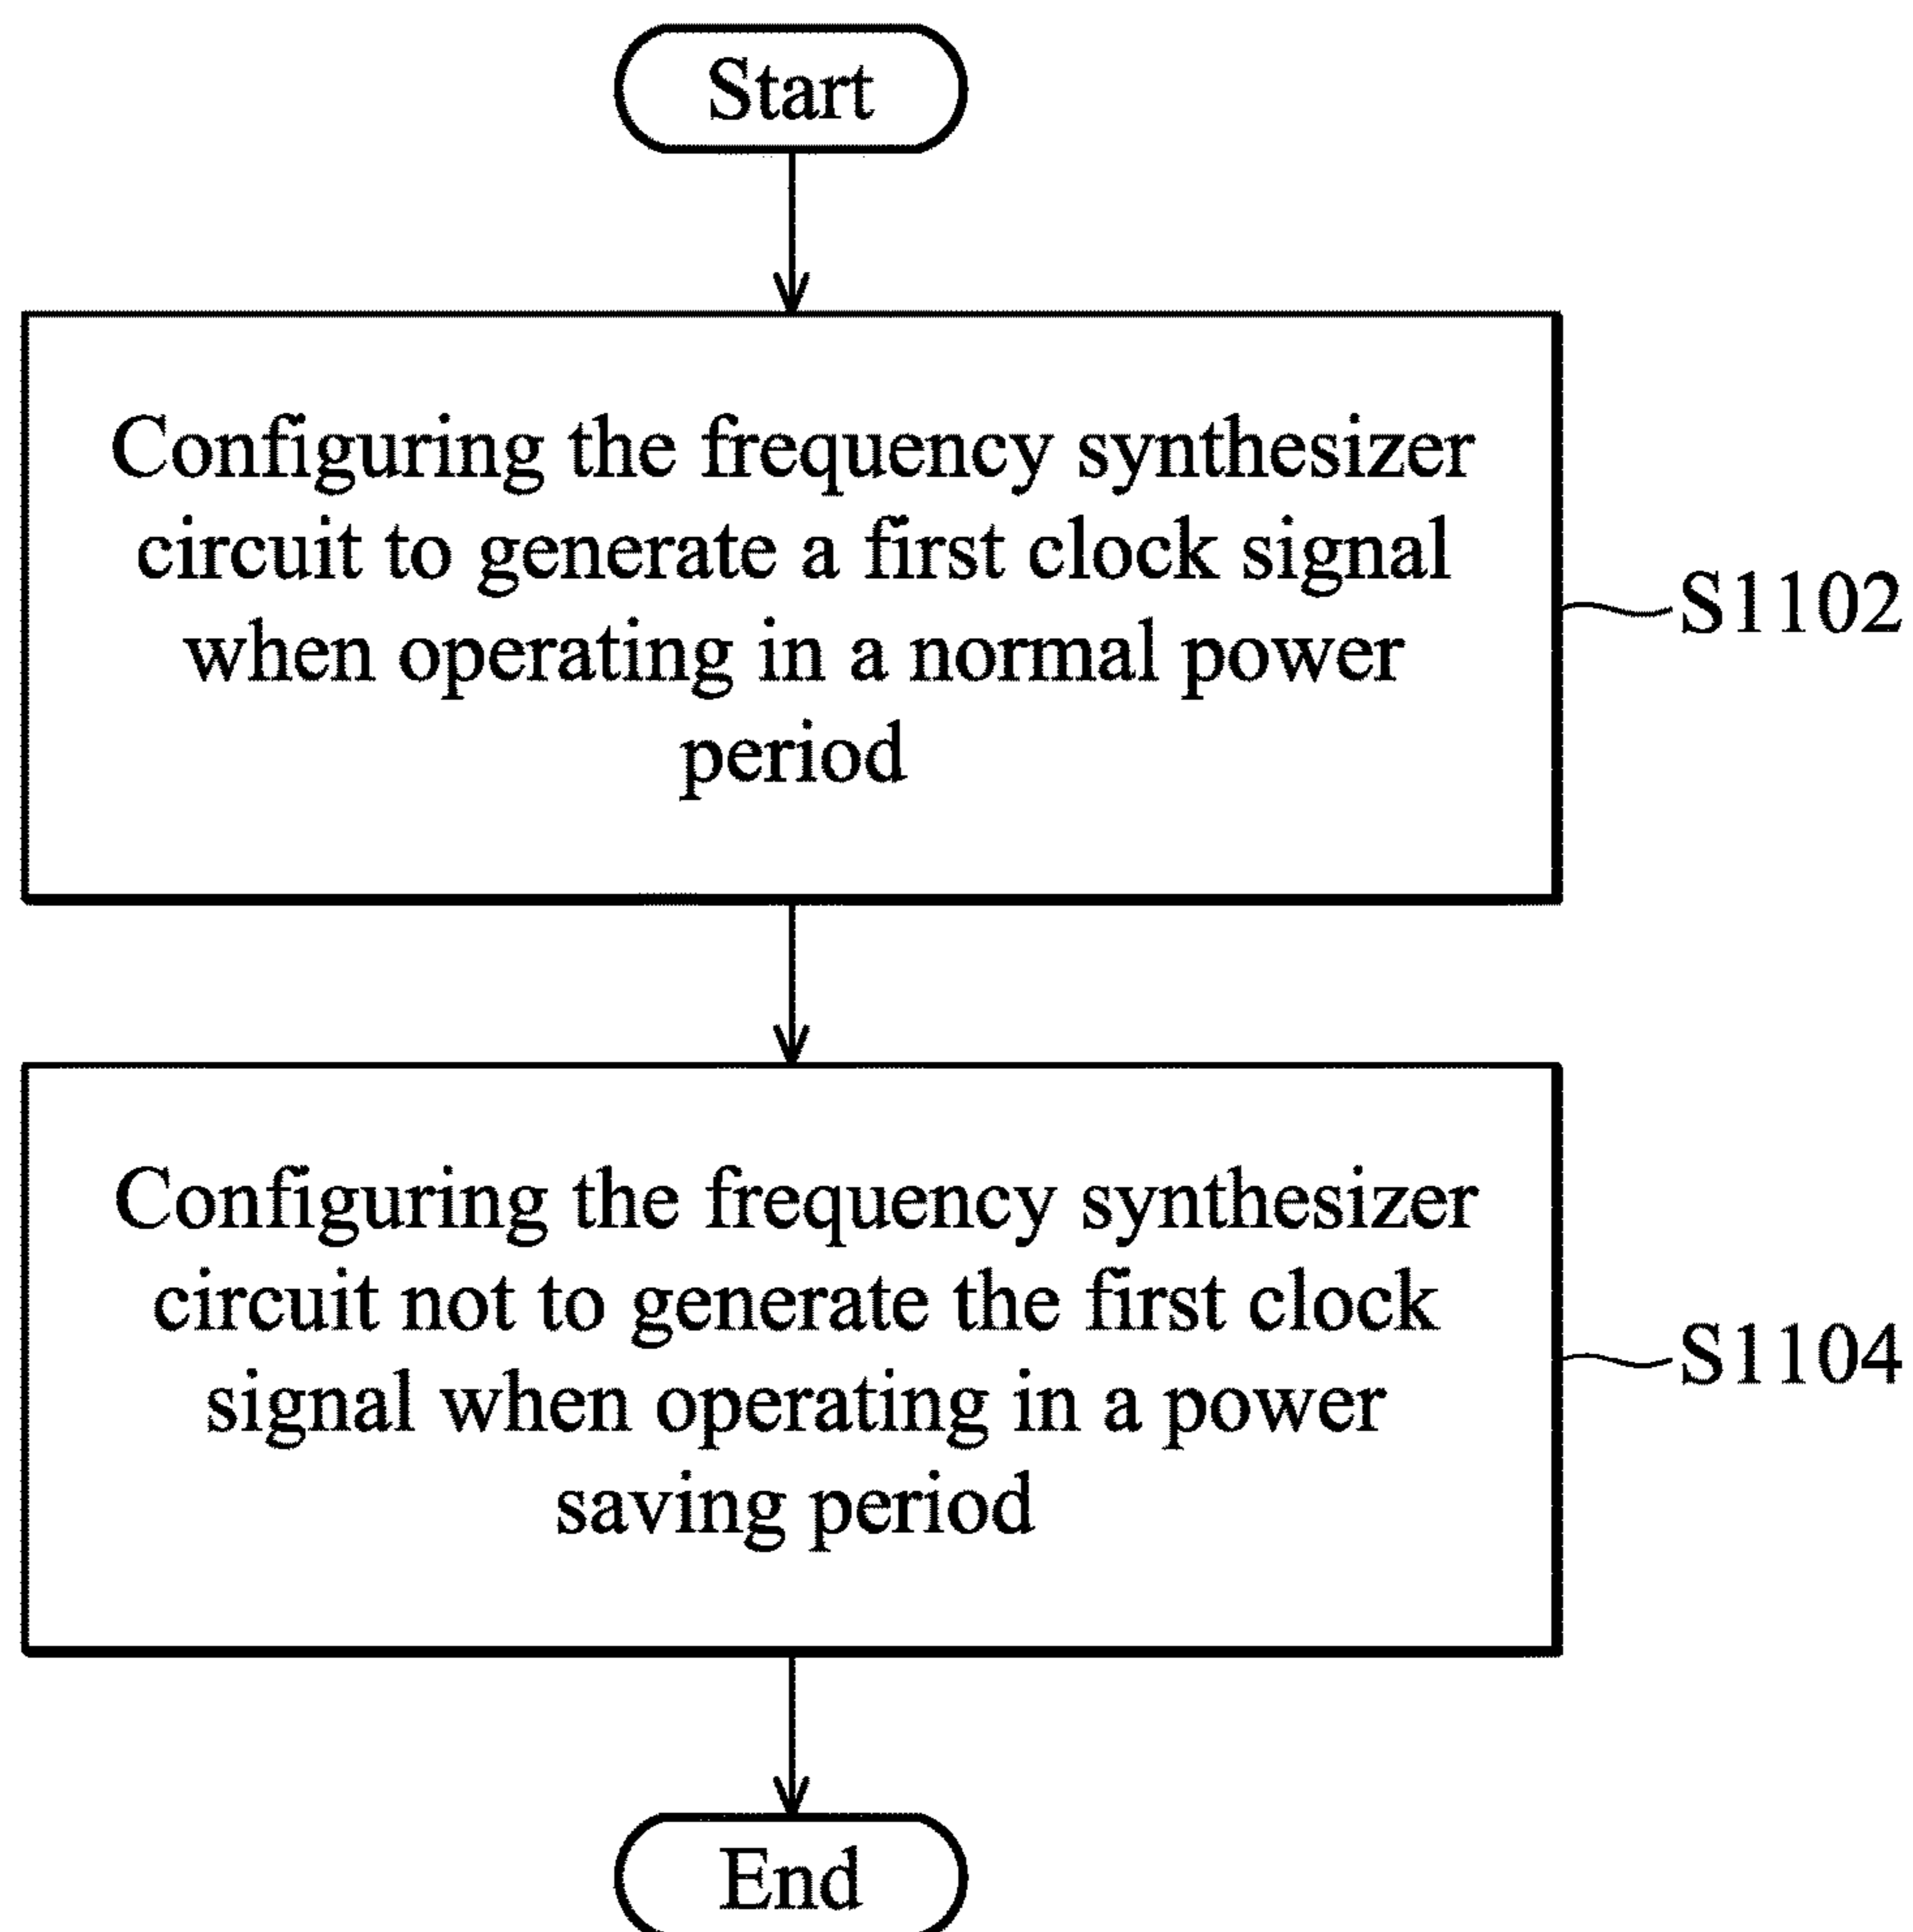 Start
Configuring the frequency synthesizer
circuit to generate a first clock signal
when operating in a normal power
period
S1102
Configuring the frequency synthesizer
circuit not to generate the first clock
signal when operating in a power
saving period
S1104
End